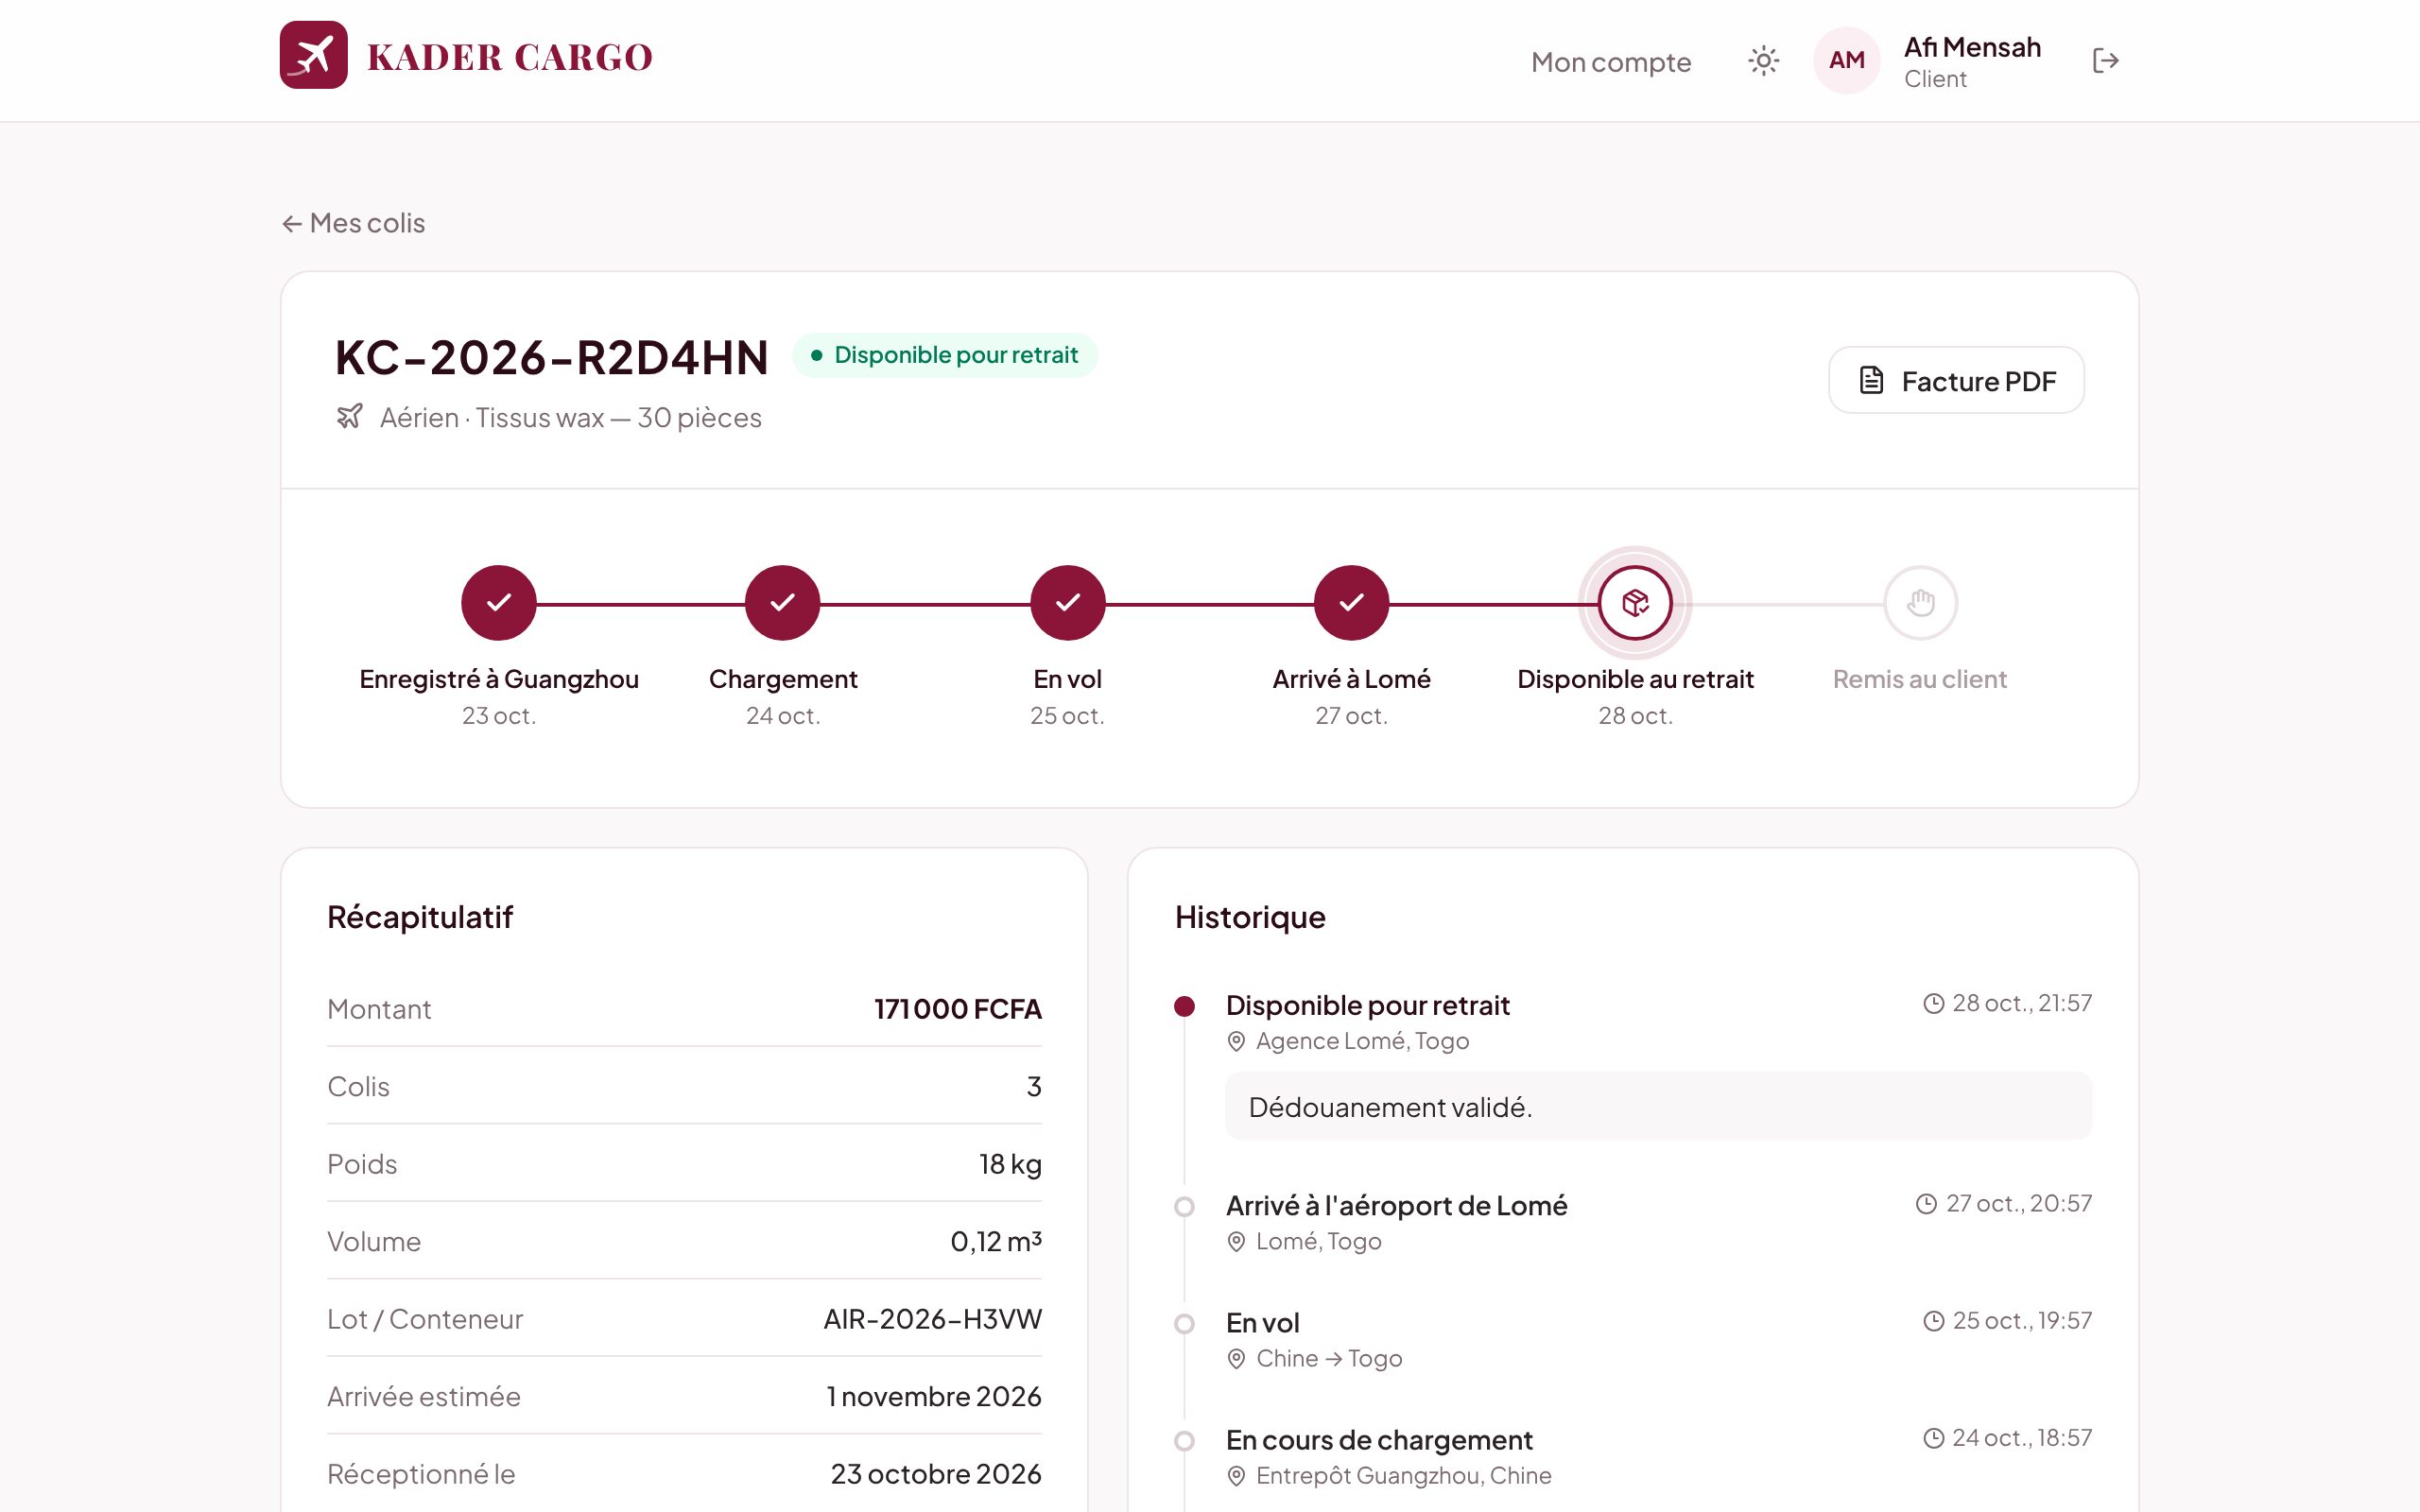 KADER CARGO
Mon compte
AM
Afi Mensah
Client
← Mes colis
KC-2026-R2D4HN
Disponible pour retrait
Aérien · Tissus wax — 30 pièces
Facture PDF
Enregistré à Guangzhou
23 oct.
Chargement
24 oct.
En vol
25 oct.
Arrivé à Lomé
27 oct.
Disponible au retrait
28 oct.
Remis au client
Récapitulatif
Montant 171 000 FCFA
Colis 3
Poids 18 kg
Volume 0,12 m³
Lot / Conteneur AIR-2026-H3VW
Arrivée estimée 1 novembre 2026
Réceptionné le 23 octobre 2026
Historique
Disponible pour retrait 28 oct., 21:57
Agence Lomé, Togo
Dédouanement validé.
Arrivé à l'aéroport de Lomé 27 oct., 20:57
Lomé, Togo
En vol 25 oct., 19:57
Chine → Togo
En cours de chargement 24 oct., 18:57
Entrepôt Guangzhou, Chine